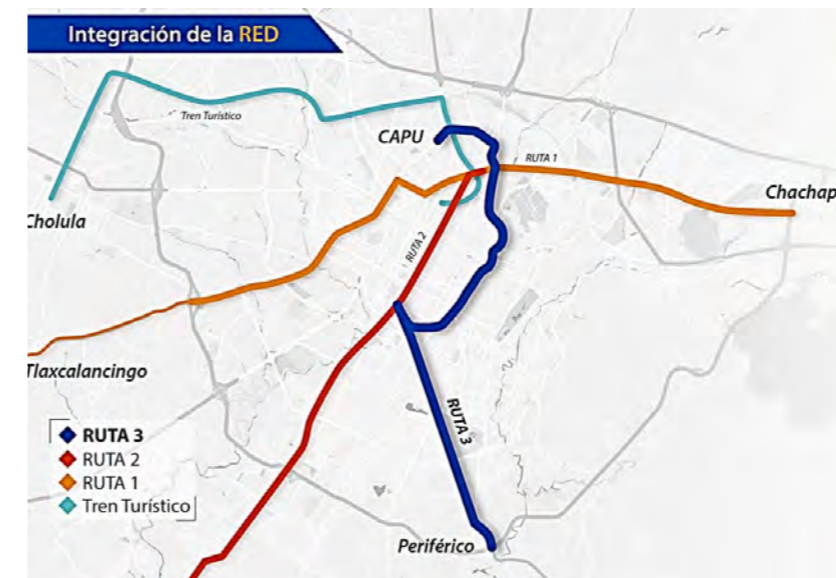 Integración de la RED
Tren Turístico
CAPU
RUTA 1
Chachap
Cholula
RUTA 2
Tlaxcalancingo
RUTA 3
RUTA 3
RUTA 2
RUTA 1
Tren Turístico
Periférico